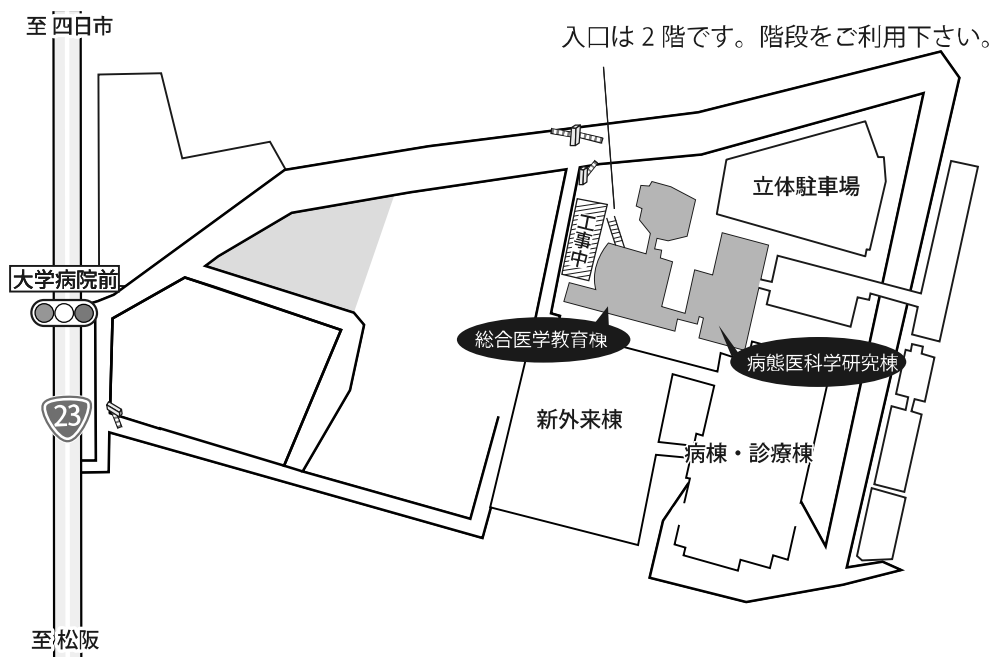 至 四日市
入口は 2 階です。階段をご利用下さい。
立体駐車場
工事中
大学病院前
総合医学教育棟
病態医科学研究棟
23
新外来棟
病棟・診療棟
至 松阪